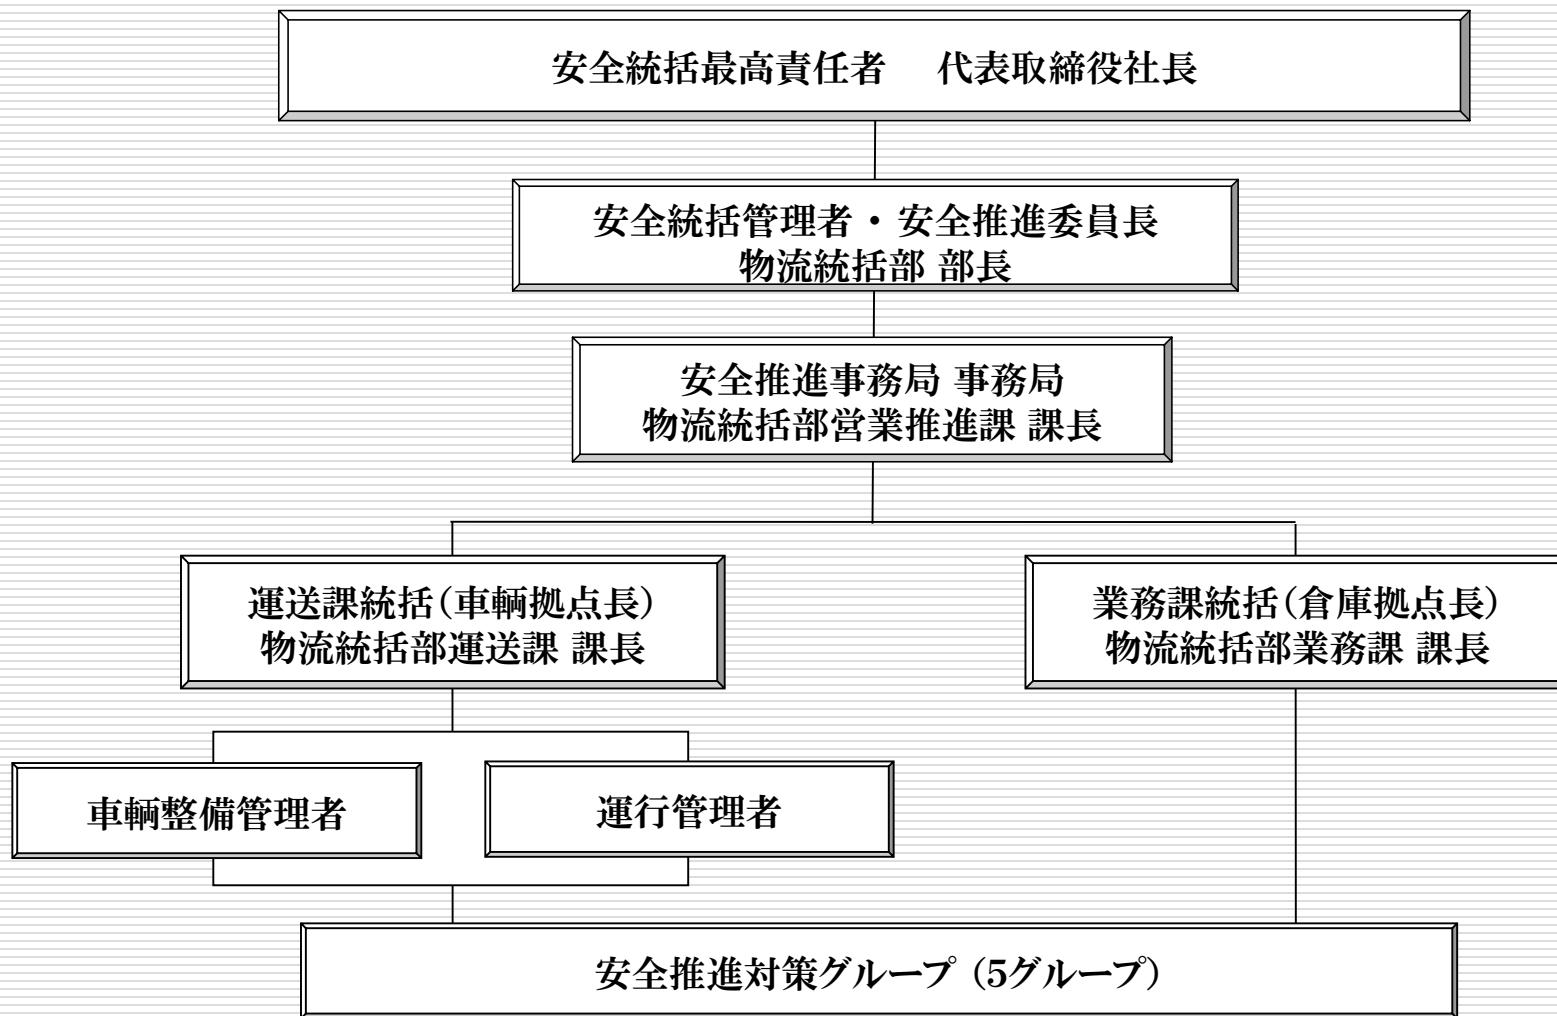 安全統括最高責任者　代表取締役社長
安全統括管理者・安全推進委員長
物流統括部 部長
安全推進事務局 事務局
物流統括部営業推進課 課長
運送課統括(車輌拠点長)
物流統括部運送課 課長
業務課統括(倉庫拠点長)
物流統括部業務課 課長
車輌整備管理者
運行管理者
安全推進対策グループ (5グループ)